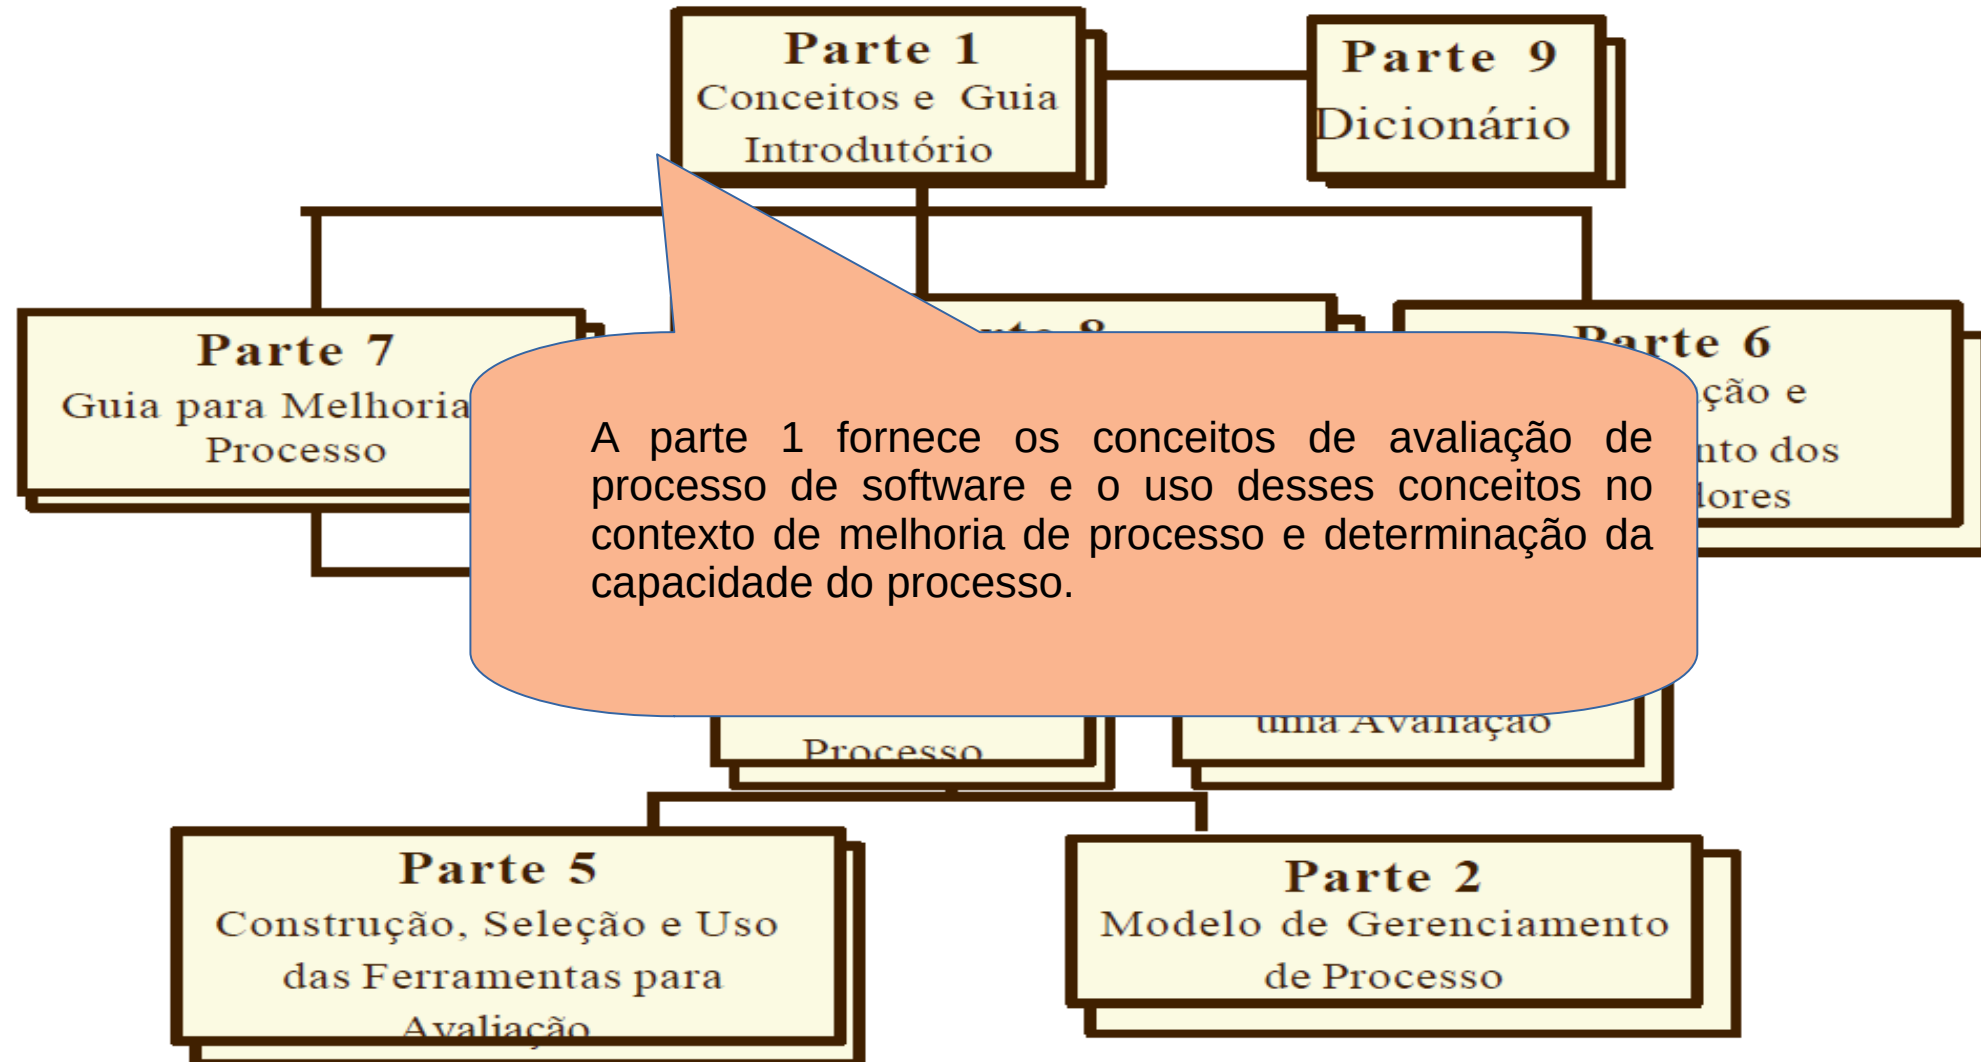 Parte 1
Conceitos e Guia
Introdutório
Parte 9
Dicionário
Parte 7
Guia para Melhoria
Processo
8
Parte 6
e
dos
A parte 1 fornece os conceitos de avaliação de
processo de software e o uso desses conceitos no
contexto de melhoria de processo e determinação da
capacidade do processo.
Processo
uma Avaliação
Parte 5
Construção, Seleção e Uso
das Ferramentas para
Avaliação
Parte 2
Modelo de Gerenciamento
de Processo